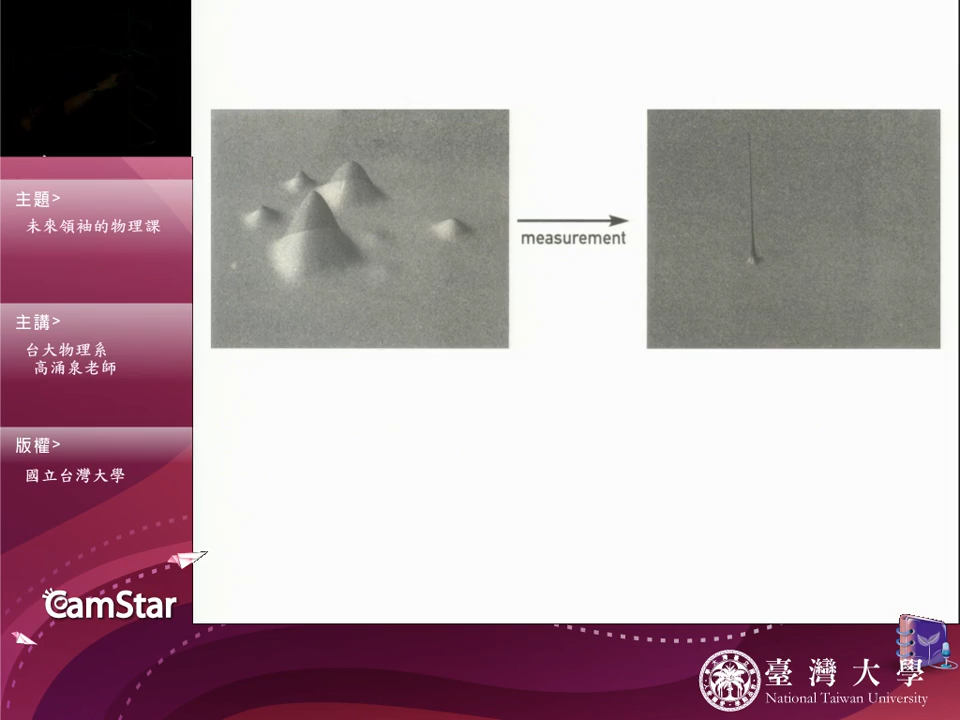 主題>
未來領袖的物理課
主講>
台大物理系
高涌泉老師
版權>
國立台灣大學
CamStar
measurement
臺灣大學
National Taiwan University